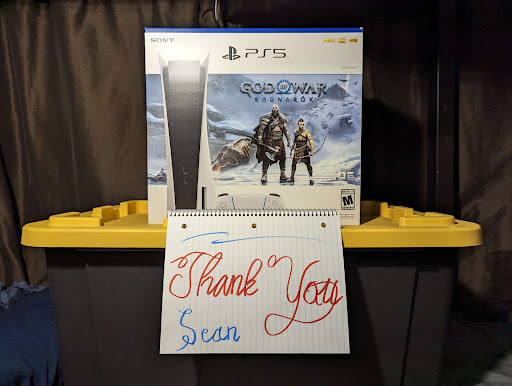 SONY
PS5
GOD OF WAR
RAGNARÖK
M
Thank You
Sean